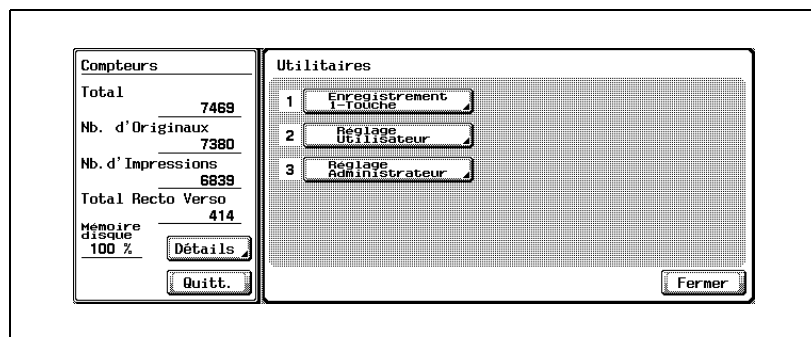 Compteurs
Total
7469
Nb. d'Originaux
7380
Nb.d'Impressions
6839
Total Recto Verso
414
Mémoire
disque
100 %
Détails
Quitt.
Utilitaires
1 Enregistrement
1-Touche
2 Réglage
Utilisateur
3 Réglage
Administrateur
Fermer